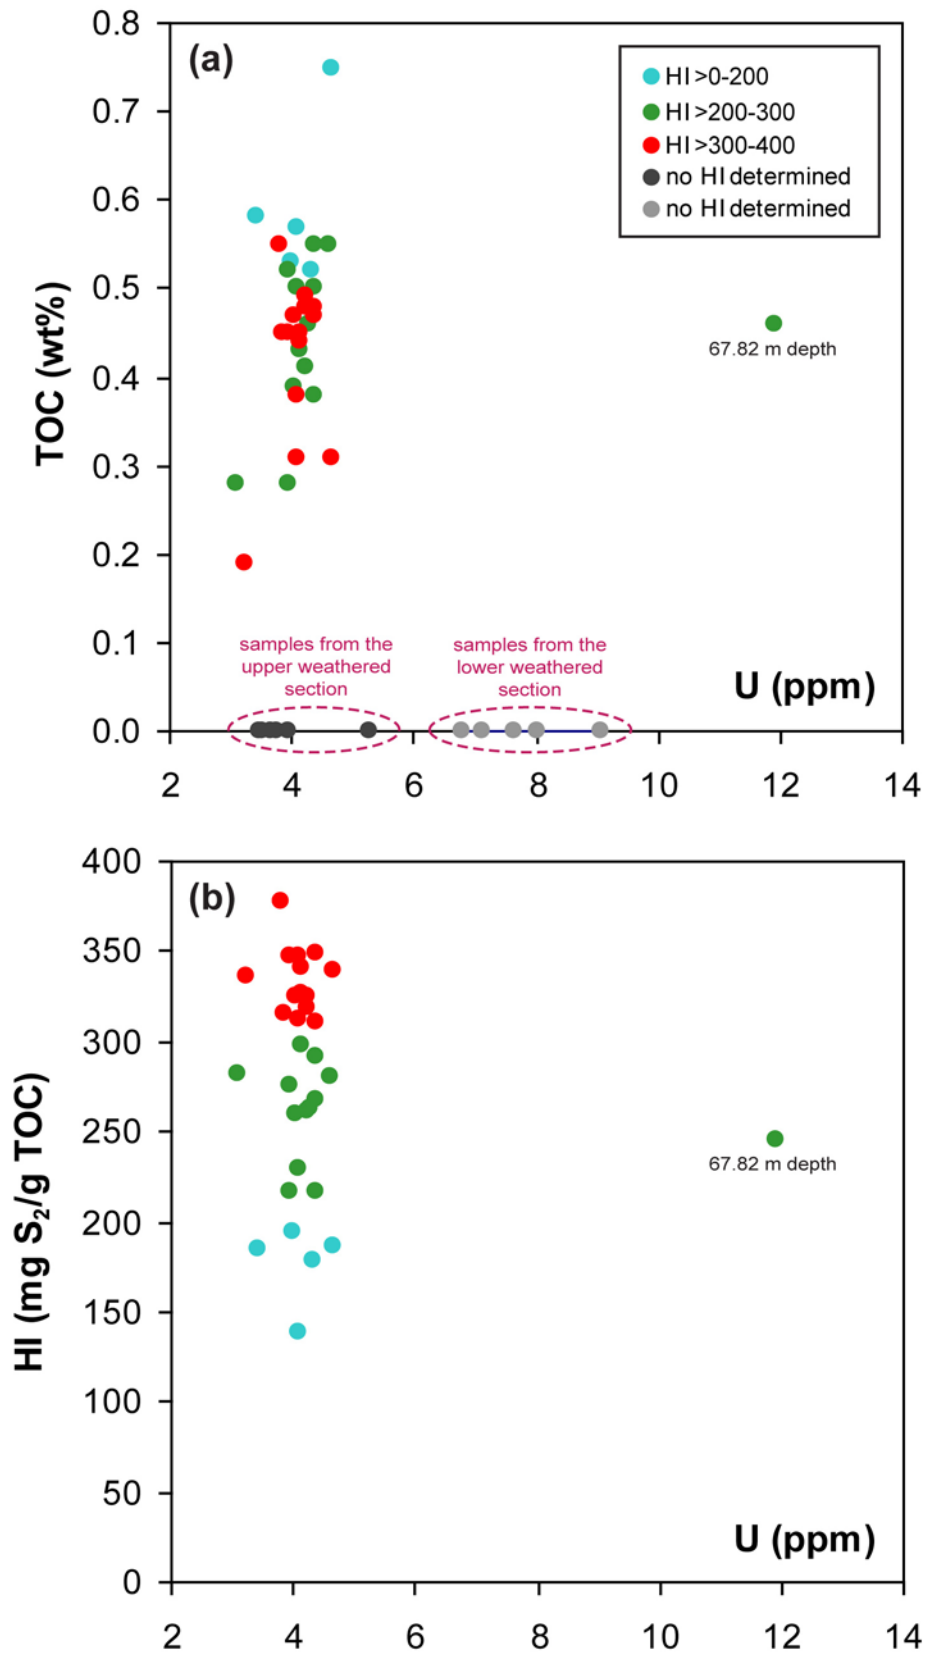 0.8
(a)
HI >0-200
0.7
HI >200-300
HI >300-400
no HI determined
0.6
no HI determined
TOC (wt%)
0.5
67.82 m depth
0.4
0.3
0.2
0.1
samples from the
upper weathered
section
samples from the
lower weathered
section
U (ppm)
0.0
2 4 6 8 10 12 14
400
(b)
350
300
HI (mg S₂/g TOC)
250
67.82 m depth
200
150
100
50
U (ppm)
0
2 4 6 8 10 12 14